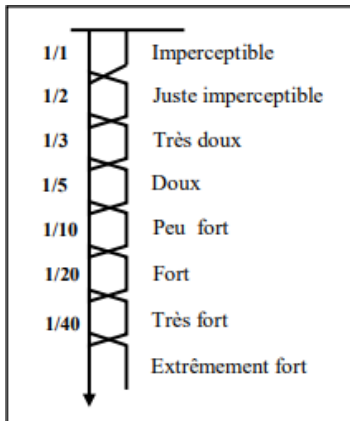 1/1 Imperceptible
1/2 Juste imperceptible
1/3 Très doux
1/5 Doux
1/10 Peu fort
1/20 Fort
1/40 Très fort
Extrêmement fort